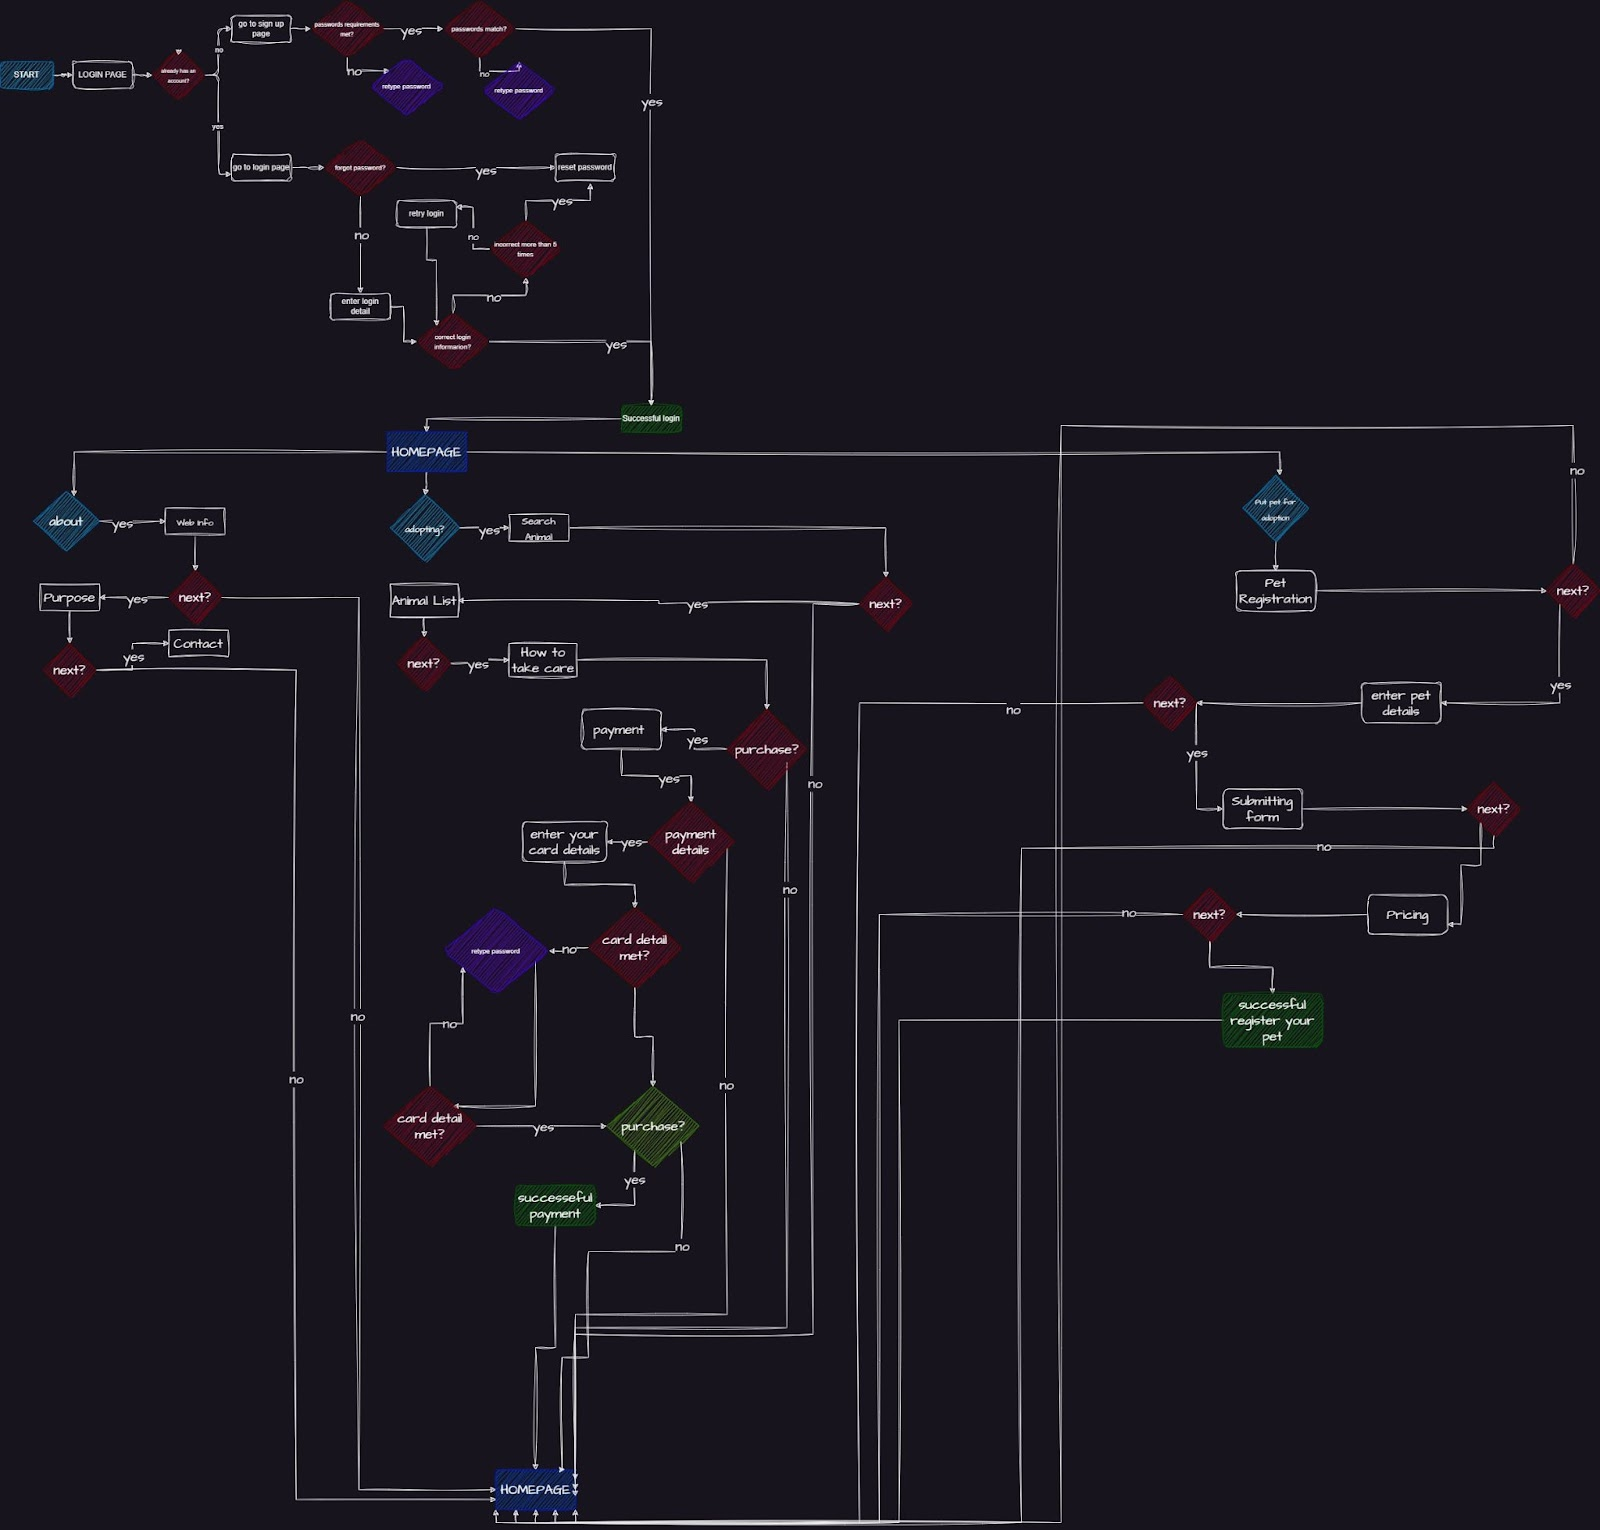 go to sign up
page
passwords requirements
met?
yes
passwords match?
no
no
no
START
LOGIN PAGE
already has an
account?
retype password
retype password
yes
yes
go to login page
forgot password?
yes
reset password
yes
retry login
no
no
incorrect more than 5
times
no
enter login
detail
correct login
informarion?
yes
Successful login
HOMEPAGE
no
about
yes
Web info
adopting?
yes
Search
Animal
Put pet for
adoption
Pet
Registration
next?
Purpose
yes
next?
Animal List
yes
next?
yes
Contact
next?
next?
yes
How to
take care
yes
enter pet
details
next?
no
payment
yes
purchase?
yes
yes
no
Submitting
form
next?
enter your
card details
yes
payment
details
no
no
Pricing
next?
no
retype password
no
card detail
met?
successful
register your
pet
no
no
no
no
card detail
met?
yes
purchase?
yes
successeful
payment
no
HOMEPAGE